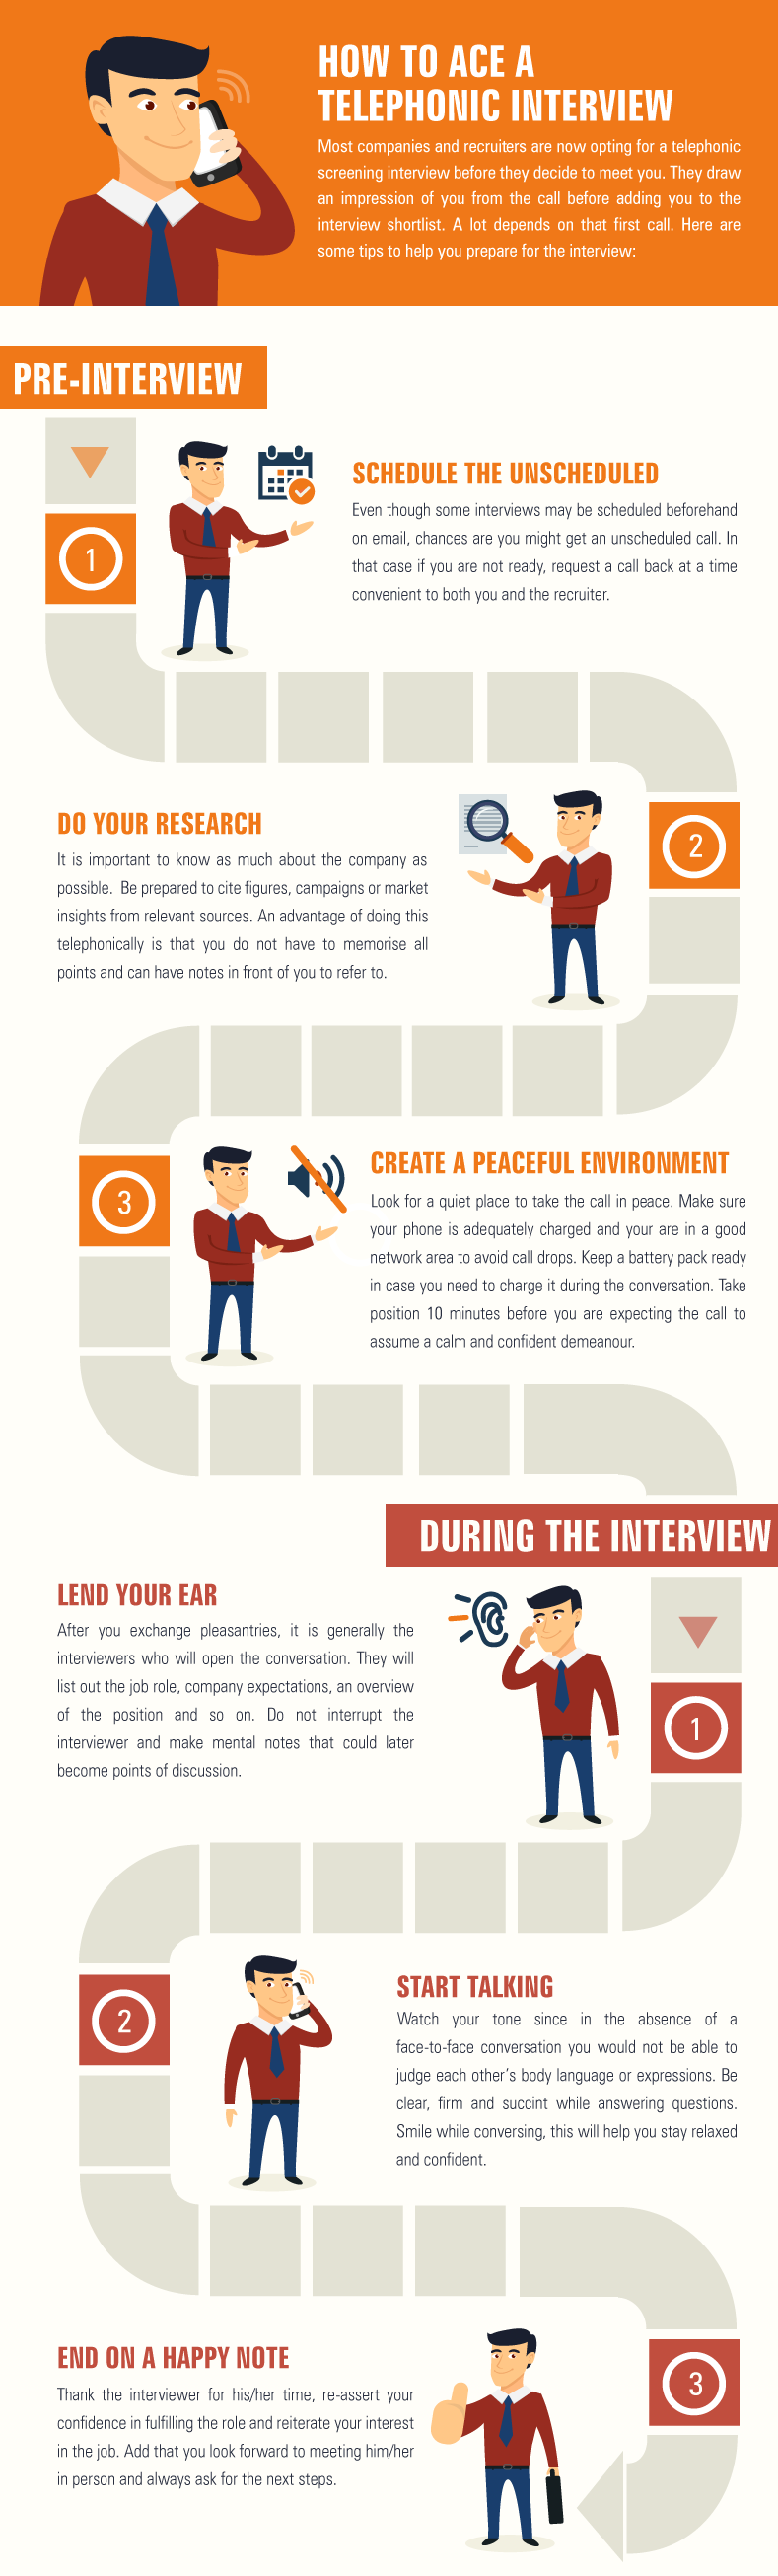 HOW TO ACE A
TELEPHONIC INTERVIEW
Most companies and recruiters are now opting for a telephonic
screening interview before they decide to meet you. They draw
an impression of you from the call before adding you to the
interview shortlist. A lot depends on that first call. Here are
some tips to help you prepare for the interview:
PRE-INTERVIEW
1
SCHEDULE THE UNSCHEDULED
Even though some interviews may be scheduled beforehand
on email, chances are you might get an unscheduled call. In
that case if you are not ready, request a call back at a time
convenient to both you and the recruiter.
DO YOUR RESEARCH
It is important to know as much about the company as
possible. Be prepared to cite figures, campaigns or market
insights from relevant sources. An advantage of doing this
telephonically is that you do not have to memorise all
points and can have notes in front of you to refer to.
2
3
CREATE A PEACEFUL ENVIRONMENT
Look for a quiet place to take the call in peace. Make sure
your phone is adequately charged and your are in a good
network area to avoid call drops. Keep a battery pack ready
in case you need to charge it during the conversation. Take
position 10 minutes before you are expecting the call to
assume a calm and confident demeanour.
DURING THE INTERVIEW
LEND YOUR EAR
After you exchange pleasantries, it is generally the
interviewers who will open the conversation. They will
list out the job role, company expectations, an overview
of the position and so on. Do not interrupt the
interviewer and make mental notes that could later
become points of discussion.
1
2
START TALKING
Watch your tone since in the absence of a
face-to-face conversation you would not be able to
judge each other's body language or expressions. Be
clear, firm and succint while answering questions.
Smile while conversing, this will help you stay relaxed
and confident.
END ON A HAPPY NOTE
Thank the interviewer for his/her time, re-assert your
confidence in fulfilling the role and reiterate your interest
in the job. Add that you look forward to meeting him/her
in person and always ask for the next steps.
3